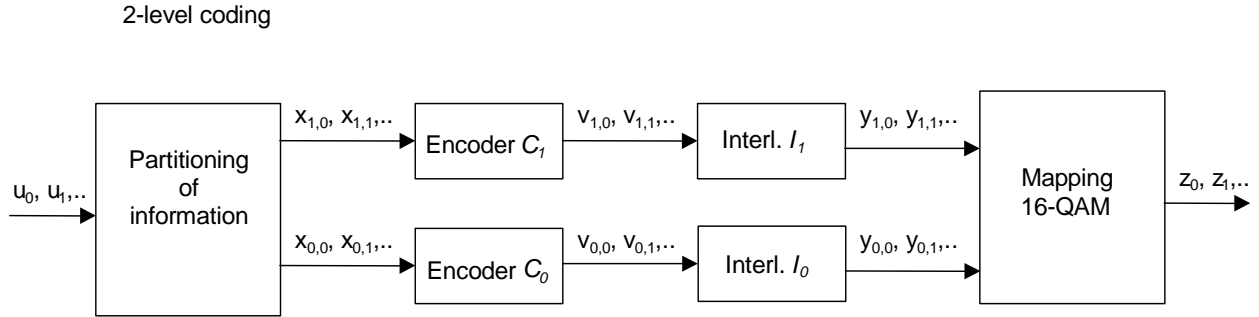 2-level coding
u0, u1,..
Partitioning
of
information
x1,0, x1,1,..
Encoder C1
v1,0, v1,1,..
Interl. I1
y1,0, y1,1,..
x0,0, x0,1,..
Encoder C0
v0,0, v0,1,..
Interl. I0
y0,0, y0,1,..
Mapping
16-QAM
z0, z1,..